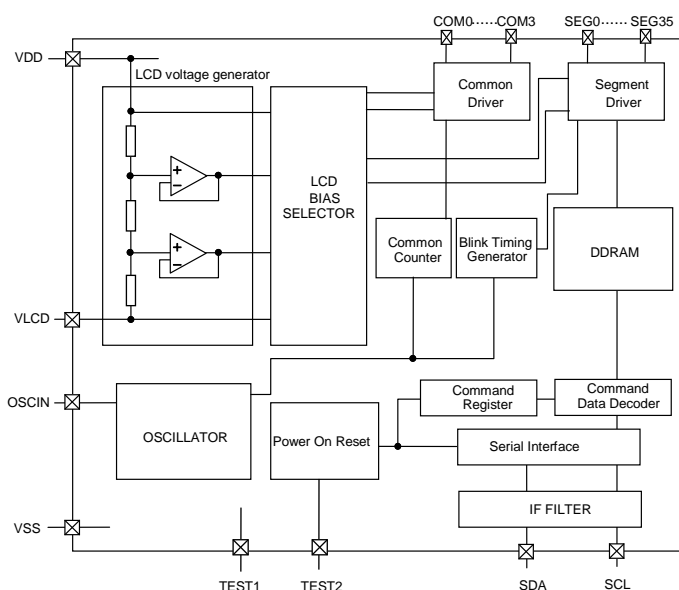 COM0······COM3
SEG0······SEG35
VDD
LCD voltage generator
Common
Driver
Segment
Driver
+
−
LCD
BIAS
SELECTOR
+
−
Common
Counter
Blink Timing
Generator
DDRAM
VLCD
OSCIN
OSCILLATOR
Power On Reset
Command
Register
Command
Data Decoder
Serial Interface
IF FILTER
VSS
TEST1
TEST2
SDA
SCL